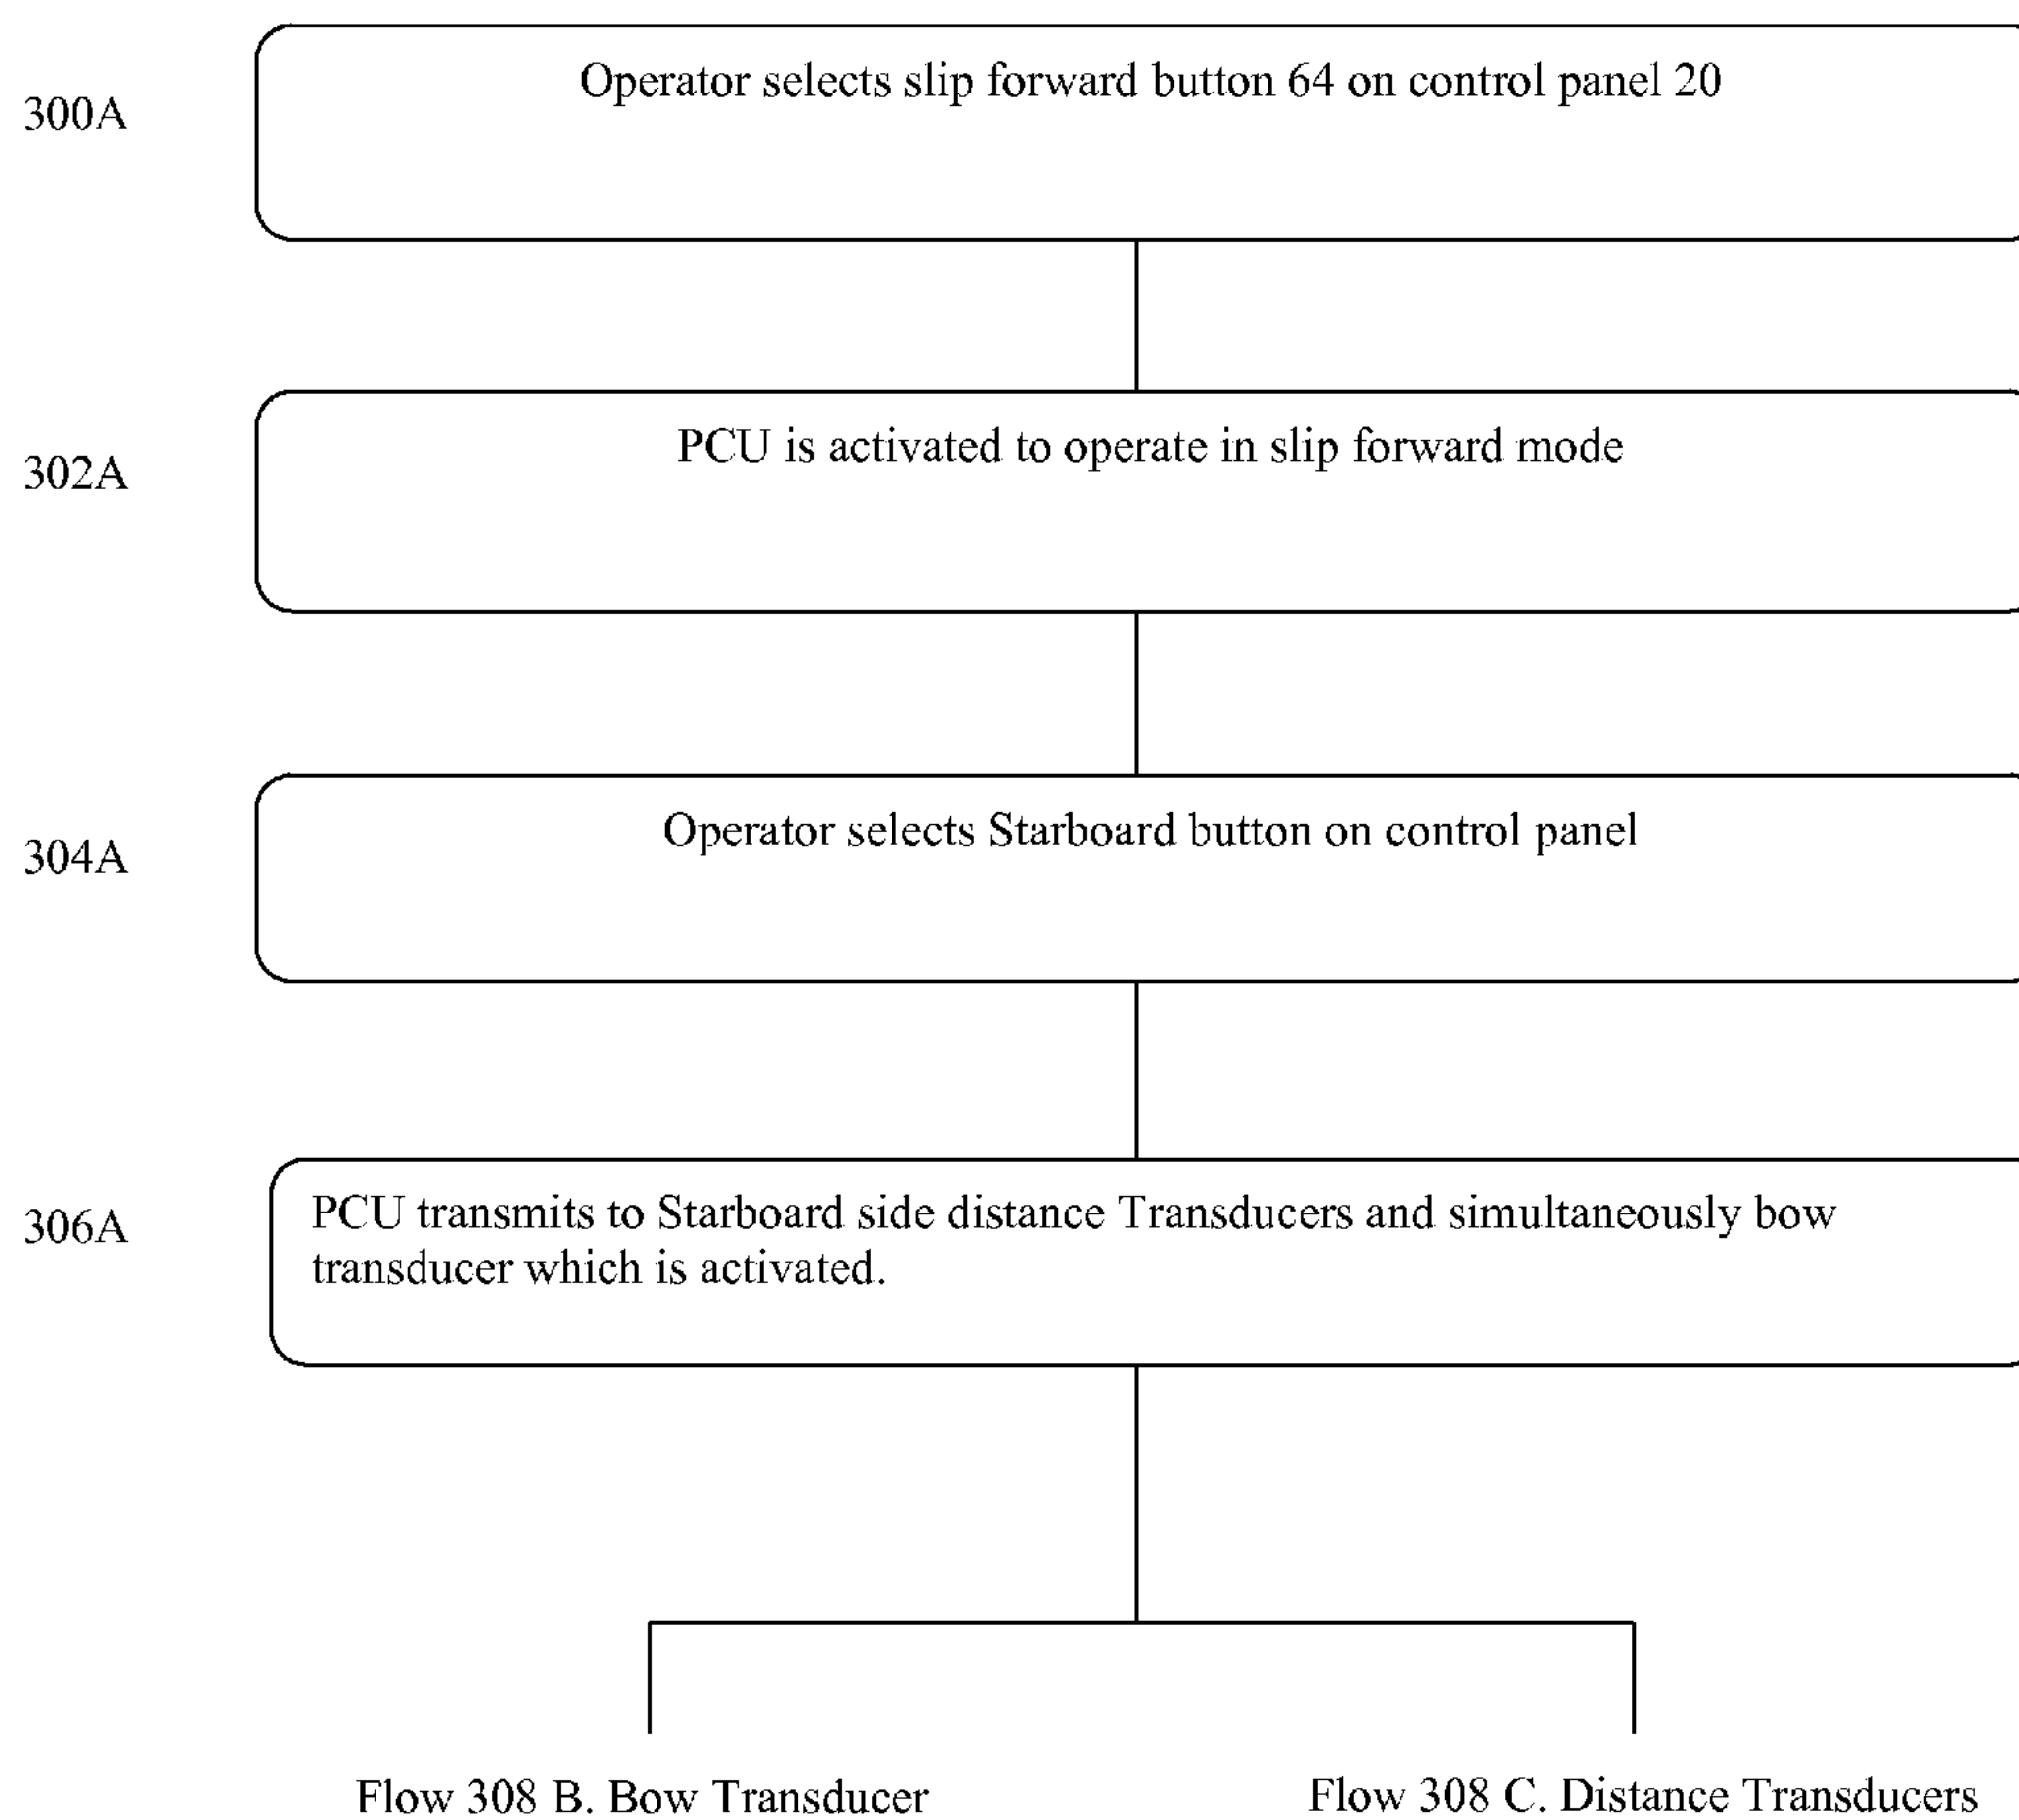 300A
Operator selects slip forward button 64 on control panel 20
302A
PCU is activated to operate in slip forward mode
304A
Operator selects Starboard button on control panel
306A
PCU transmits to Starboard side distance Transducers and simultaneously bow
transducer which is activated.
Flow 308 B. Bow Transducer
Flow 308 C. Distance Transducers